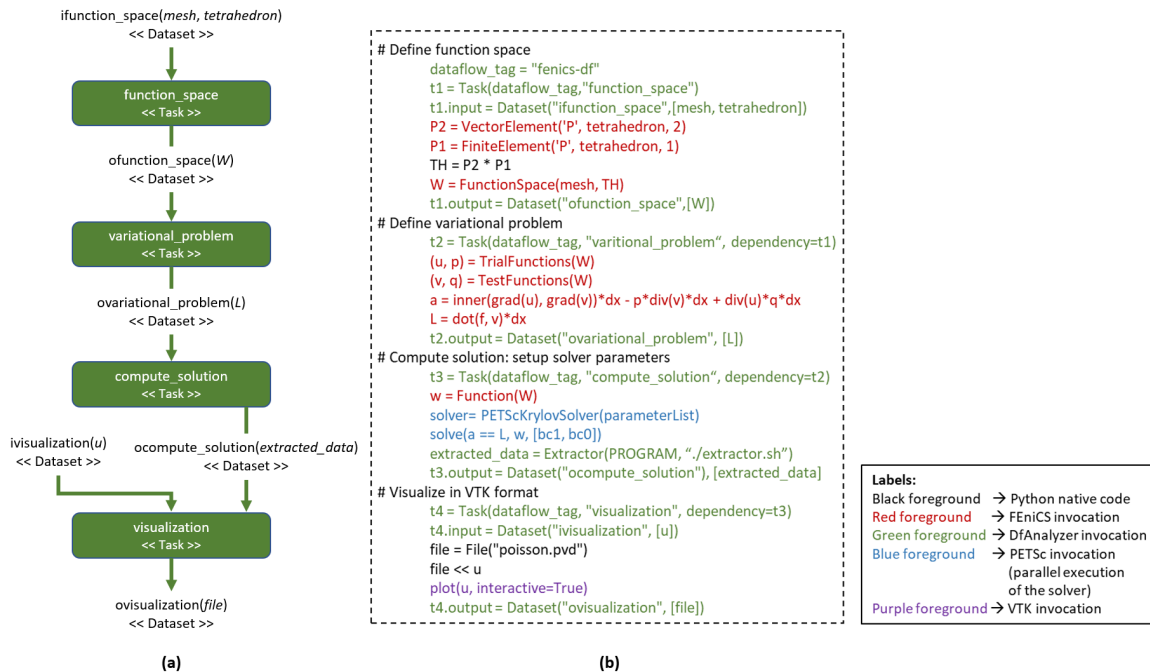 ifunction_space(mesh, tetrahedron)
<< Dataset >>
function_space
<< Task >>
ofunction_space(W)
<< Dataset >>
variational_problem
<< Task >>
ovariational_problem(L)
<< Dataset >>
compute_solution
<< Task >>
ivisualization(u)
<< Dataset >>
ocompute_solution(extracted_data)
<< Dataset >>
visualization
<< Task >>
ovisualization(file)
<< Dataset >>
(a)
# Define function space
dataflow_tag = "fenics-df"
t1 = Task(dataflow_tag,"function_space")
t1.input = Dataset("ifunction_space",[mesh, tetrahedron])
P2 = VectorElement('P', tetrahedron, 2)
P1 = FiniteElement('P', tetrahedron, 1)
TH = P2 * P1
W = FunctionSpace(mesh, TH)
t1.output = Dataset("ofunction_space",[W])
# Define variational problem
t2 = Task(dataflow_tag, "varitional_problem“, dependency=t1)
(u, p) = TrialFunctions(W)
(v, q) = TestFunctions(W)
a = inner(grad(u), grad(v))*dx - p*div(v)*dx + div(u)*q*dx
L = dot(f, v)*dx
t2.output = Dataset("ovariational_problem", [L])
# Compute solution: setup solver parameters
t3 = Task(dataflow_tag, "compute_solution“, dependency=t2)
w = Function(W)
solver= PETScKrylovSolver(parameterList)
solve(a == L, w, [bc1, bc0])
extracted_data = Extractor(PROGRAM, “./extractor.sh”)
t3.output = Dataset("ocompute_solution"), [extracted_data]
# Visualize in VTK format
t4 = Task(dataflow_tag, "visualization", dependency=t3)
t4.input = Dataset("ivisualization", [u])
file = File("poisson.pvd")
file << u
plot(u, interactive=True)
t4.output = Dataset("ovisualization", [file])
(b)
Labels:
Black foreground → Python native code
Red foreground → FEniCS invocation
Green foreground → DfAnalyzer invocation
Blue foreground → PETSc invocation
(parallel execution
of the solver)
Purple foreground → VTK invocation